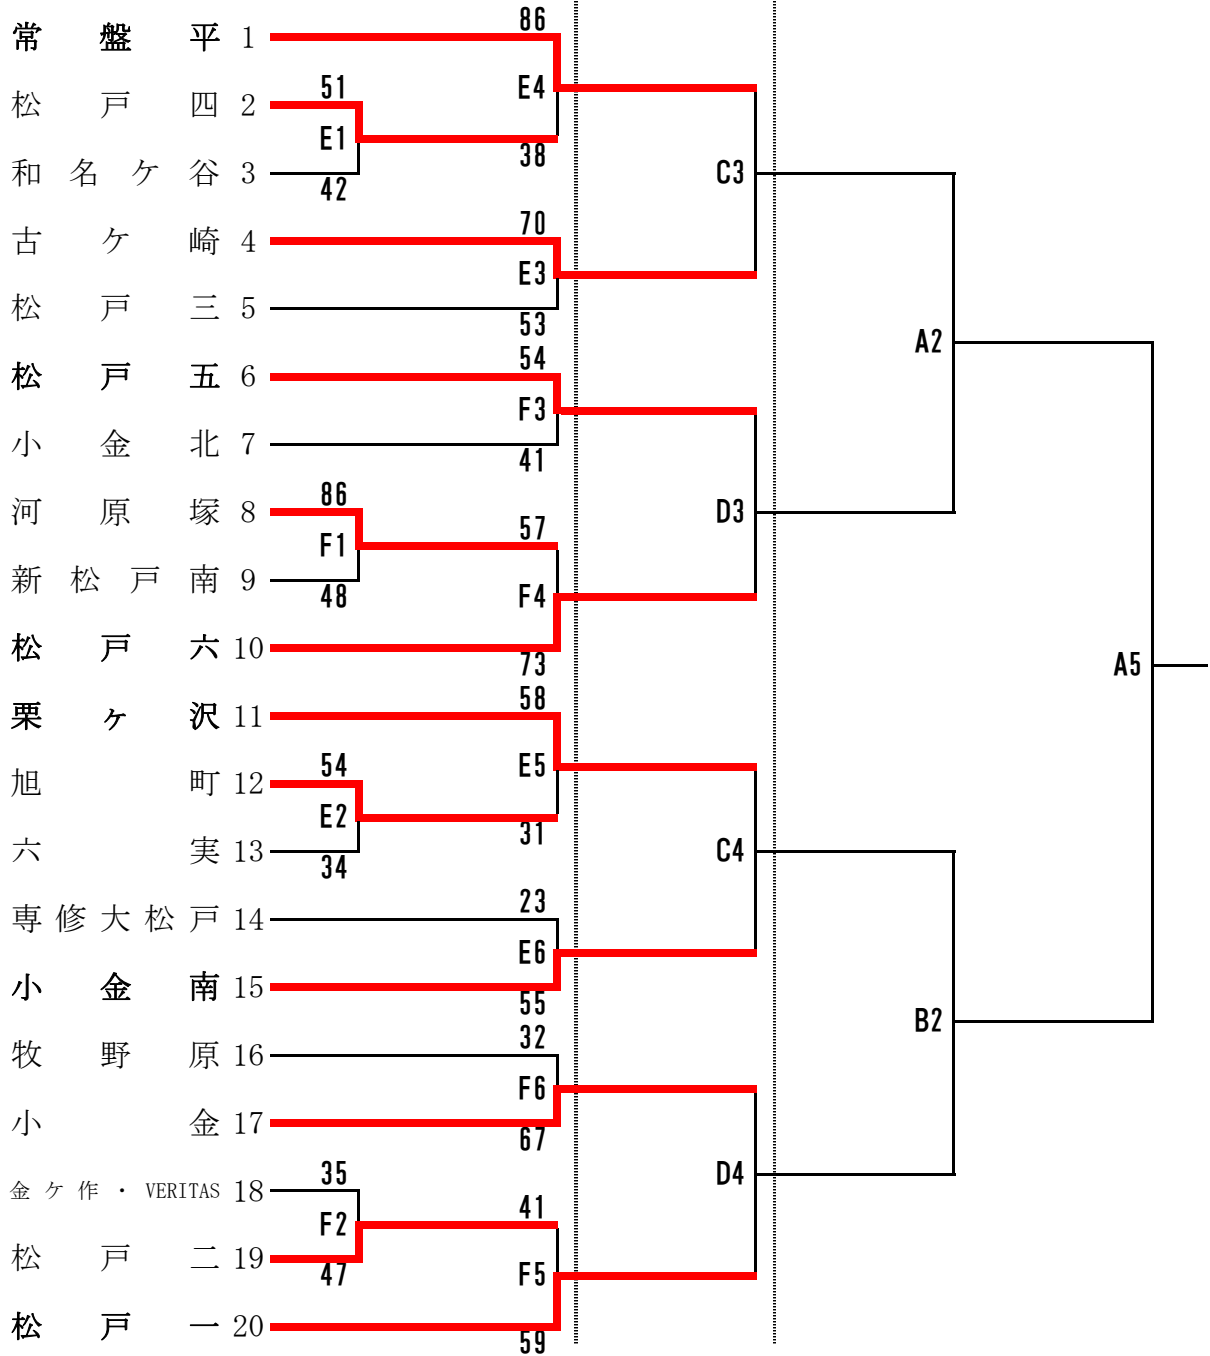 86
常盤平 1
51
E4
松戸四 2
E1
38
和名ケ谷 3
C3
42
70
古ケ崎 4
E3
松戸三 5
53
A2
54
松戸五 6
F3
小金北 7
41
86
河原塚 8
57
D3
F1
新松戸南 9
48
F4
松戸六 10
73
A5
58
栗ヶ沢 11
54
E5
旭町 12
E2
31
六実 13
C4
34
23
専修大松戸 14
E6
小金南 15
55
B2
32
牧野原 16
F6
小金 17
67
35
D4
金ケ作・VERITAS 18
41
F2
松戸二 19
47
F5
松戸一 20
59